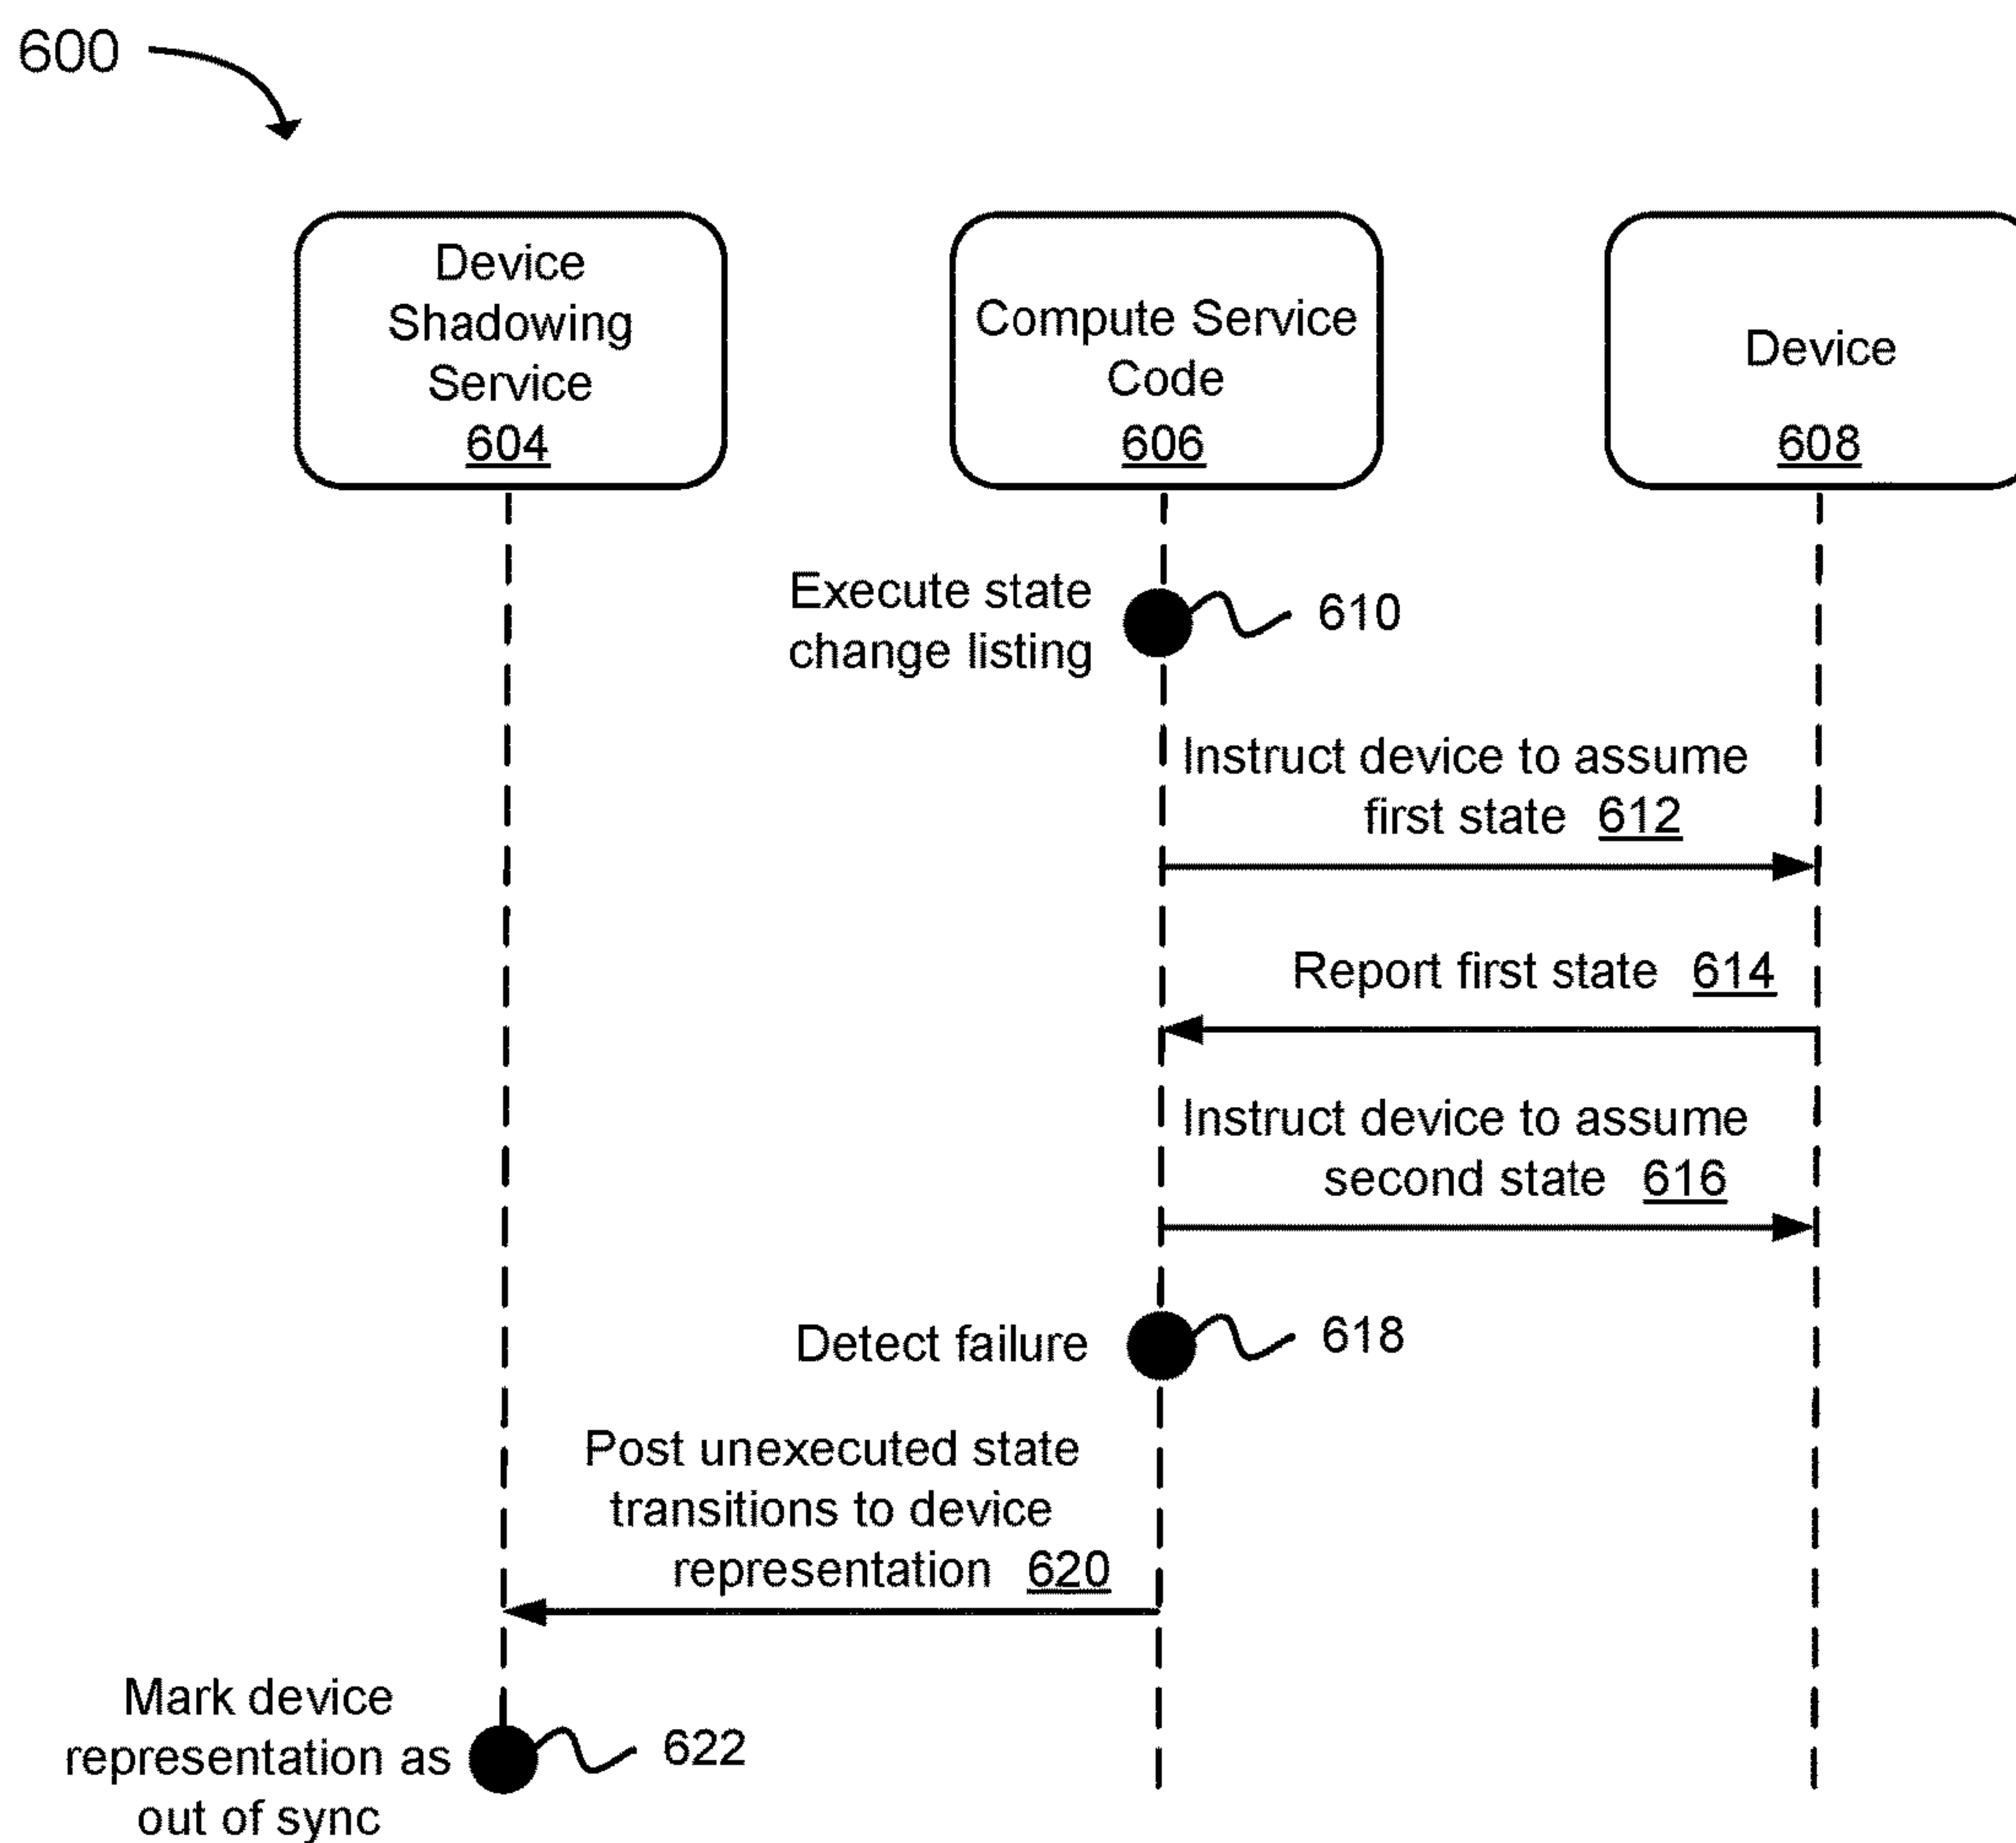 600
Device
Shadowing
Service
604
Compute Service
Code
606
Device
608
Execute state
change listing
610
Instruct device to assume
first state 612
Report first state 614
Instruct device to assume
second state 616
Detect failure
618
Post unexecuted state
transitions to device
representation 620
Mark device
representation as
out of sync
622